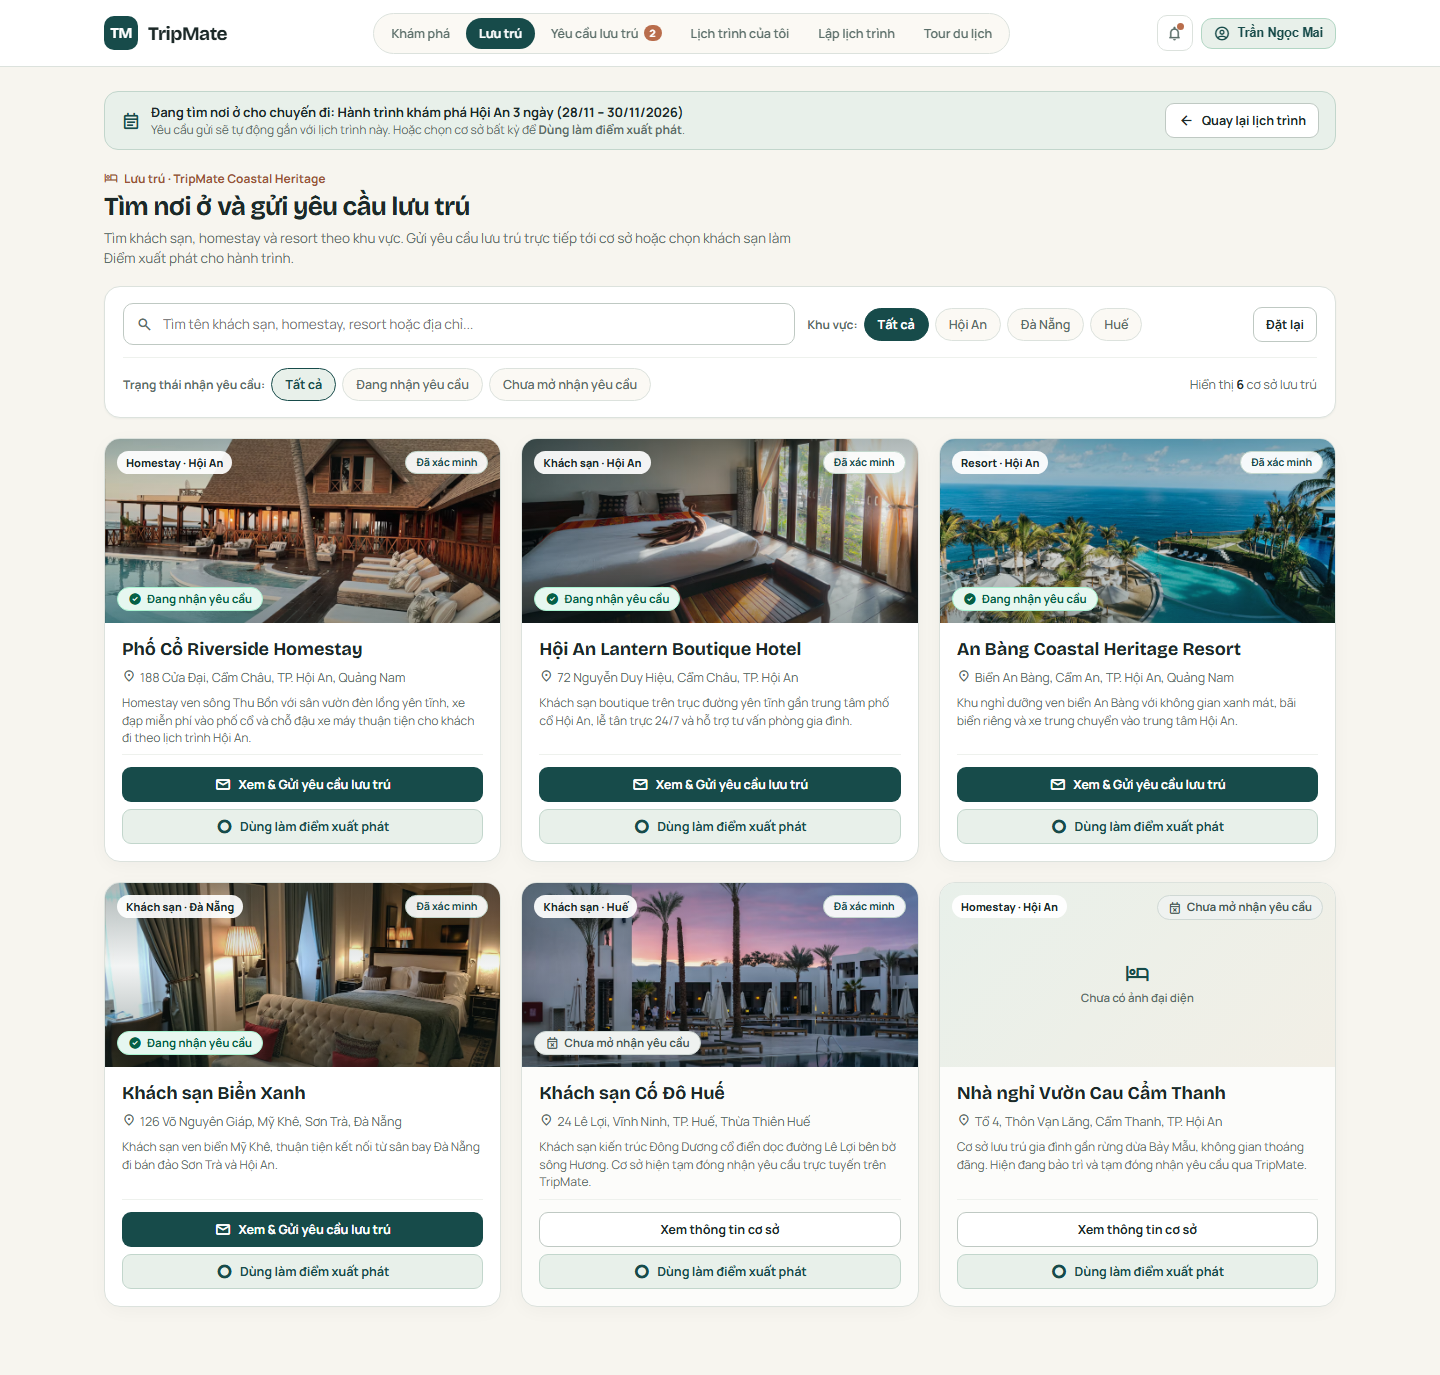 TM TripMate
Khám phá
Lưu trú
Yêu cầu lưu trú 2
Lịch trình của tôi
Lập lịch trình
Tour du lịch
Trần Ngọc Mai
Đang tìm nơi ở cho chuyến đi: Hành trình khám phá Hội An 3 ngày (28/11 – 30/11/2026)
Yêu cầu gửi sẽ tự động gắn với lịch trình này. Hoặc chọn cơ sở bất kỳ để Dùng làm điểm xuất phát.
Quay lại lịch trình
Lưu trú · TripMate Coastal Heritage
Tìm nơi ở và gửi yêu cầu lưu trú
Tìm khách sạn, homestay và resort theo khu vực. Gửi yêu cầu lưu trú trực tiếp tới cơ sở hoặc chọn khách sạn làm
Điểm xuất phát cho hành trình.
Tìm tên khách sạn, homestay, resort hoặc địa chỉ...
Khu vực: Tất cả Hội An Đà Nẵng Huế
Đặt lại
Trạng thái nhận yêu cầu: Tất cả Đang nhận yêu cầu Chưa mở nhận yêu cầu
Hiển thị 6 cơ sở lưu trú
Homestay · Hội An
Đã xác minh
Đang nhận yêu cầu
Phố Cổ Riverside Homestay
188 Cửa Đại, Cẩm Châu, TP. Hội An, Quảng Nam
Homestay ven sông Thu Bồn với sân vườn đèn lồng yên tĩnh, xe
đạp miễn phí vào phố cổ và chỗ đậu xe máy thuận tiện cho khách
đi theo lịch trình Hội An.
Xem & Gửi yêu cầu lưu trú
Dùng làm điểm xuất phát
Khách sạn · Hội An
Đã xác minh
Đang nhận yêu cầu
Hội An Lantern Boutique Hotel
72 Nguyễn Duy Hiệu, Cẩm Châu, TP. Hội An
Khách sạn boutique trên trục đường yên tĩnh gần trung tâm phố
cổ Hội An, lễ tân trực 24/7 và hỗ trợ tư vấn phòng gia đình.
Xem & Gửi yêu cầu lưu trú
Dùng làm điểm xuất phát
Resort · Hội An
Đã xác minh
Đang nhận yêu cầu
An Bàng Coastal Heritage Resort
Biển An Bàng, Cẩm An, TP. Hội An, Quảng Nam
Khu nghỉ dưỡng ven biển An Bàng với không gian xanh mát, bãi
biển riêng và xe trung chuyển vào trung tâm Hội An.
Xem & Gửi yêu cầu lưu trú
Dùng làm điểm xuất phát
Khách sạn · Đà Nẵng
Đã xác minh
Đang nhận yêu cầu
Khách sạn Biển Xanh
126 Võ Nguyên Giáp, Mỹ Khê, Sơn Trà, Đà Nẵng
Khách sạn ven biển Mỹ Khê, thuận tiện kết nối từ sân bay Đà Nẵng
đi bán đảo Sơn Trà và Hội An.
Xem & Gửi yêu cầu lưu trú
Dùng làm điểm xuất phát
Khách sạn · Huế
Đã xác minh
Chưa mở nhận yêu cầu
Khách sạn Cố Đô Huế
24 Lê Lợi, Vĩnh Ninh, TP. Huế, Thừa Thiên Huế
Khách sạn kiến trúc Đông Dương cổ điển dọc đường Lê Lợi bên bờ
sông Hương. Cơ sở hiện tạm đóng nhận yêu cầu trực tuyến trên
TripMate.
Xem thông tin cơ sở
Dùng làm điểm xuất phát
Homestay · Hội An
Chưa mở nhận yêu cầu
Chưa có ảnh đại diện
Nhà nghỉ Vườn Cau Cẩm Thanh
Tổ 4, Thôn Vạn Lăng, Cẩm Thanh, TP. Hội An
Cơ sở lưu trú gia đình gần rừng dừa Bảy Mẫu, không gian thoáng
đãng. Hiện đang bảo trì và tạm đóng nhận yêu cầu qua TripMate.
Xem thông tin cơ sở
Dùng làm điểm xuất phát